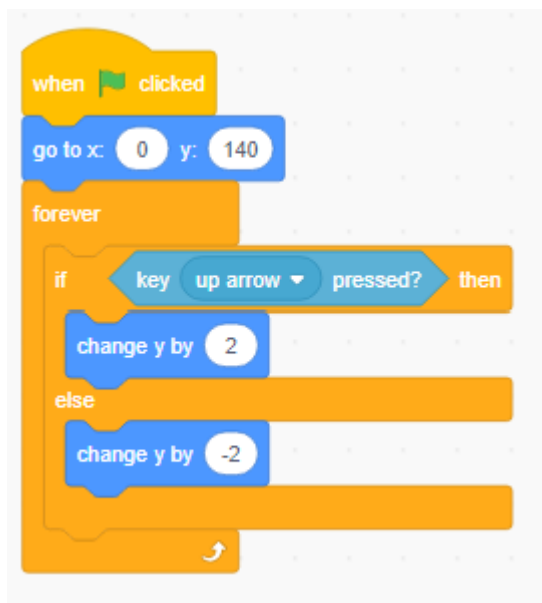 when clicked
go to x: 0 y: 140
forever
if key up arrow pressed? then
change y by 2
else
change y by -2